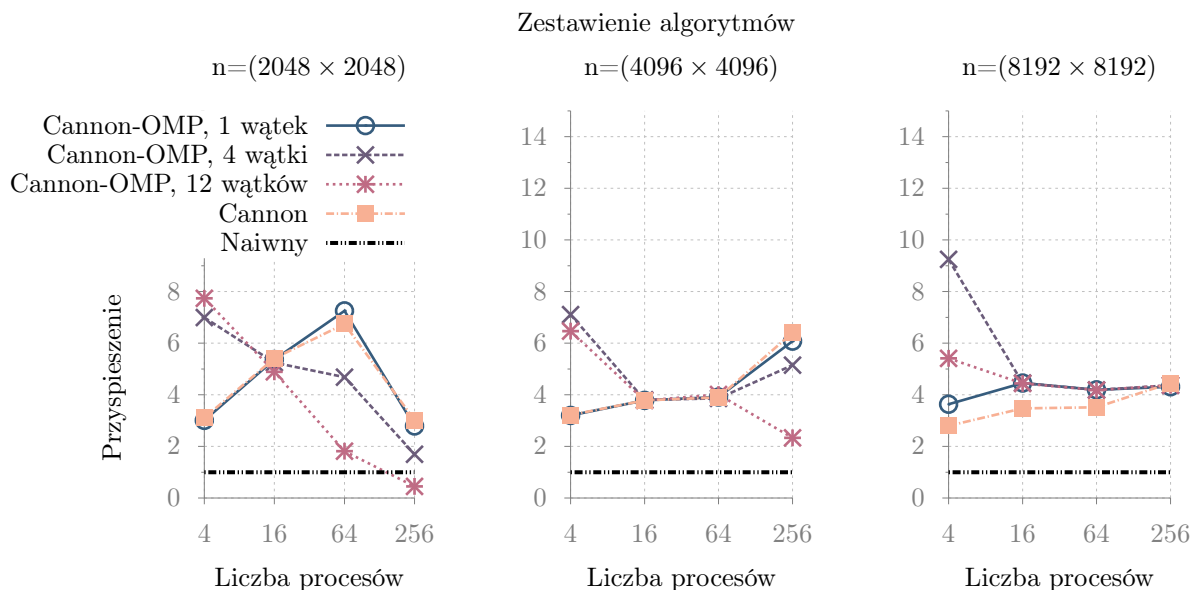 Zestawienie algorytmów
n=(2048 × 2048)
n=(4096 × 4096)
n=(8192 × 8192)
Cannon-OMP, 1 wątek
Cannon-OMP, 4 wątki
Cannon-OMP, 12 wątków
Cannon
Naiwny
Przyspieszenie
8
6
4
2
0
4 16 64 256
Liczba procesów
14
12
10
8
6
4
2
0
4 16 64 256
Liczba procesów
14
12
10
8
6
4
2
0
4 16 64 256
Liczba procesów